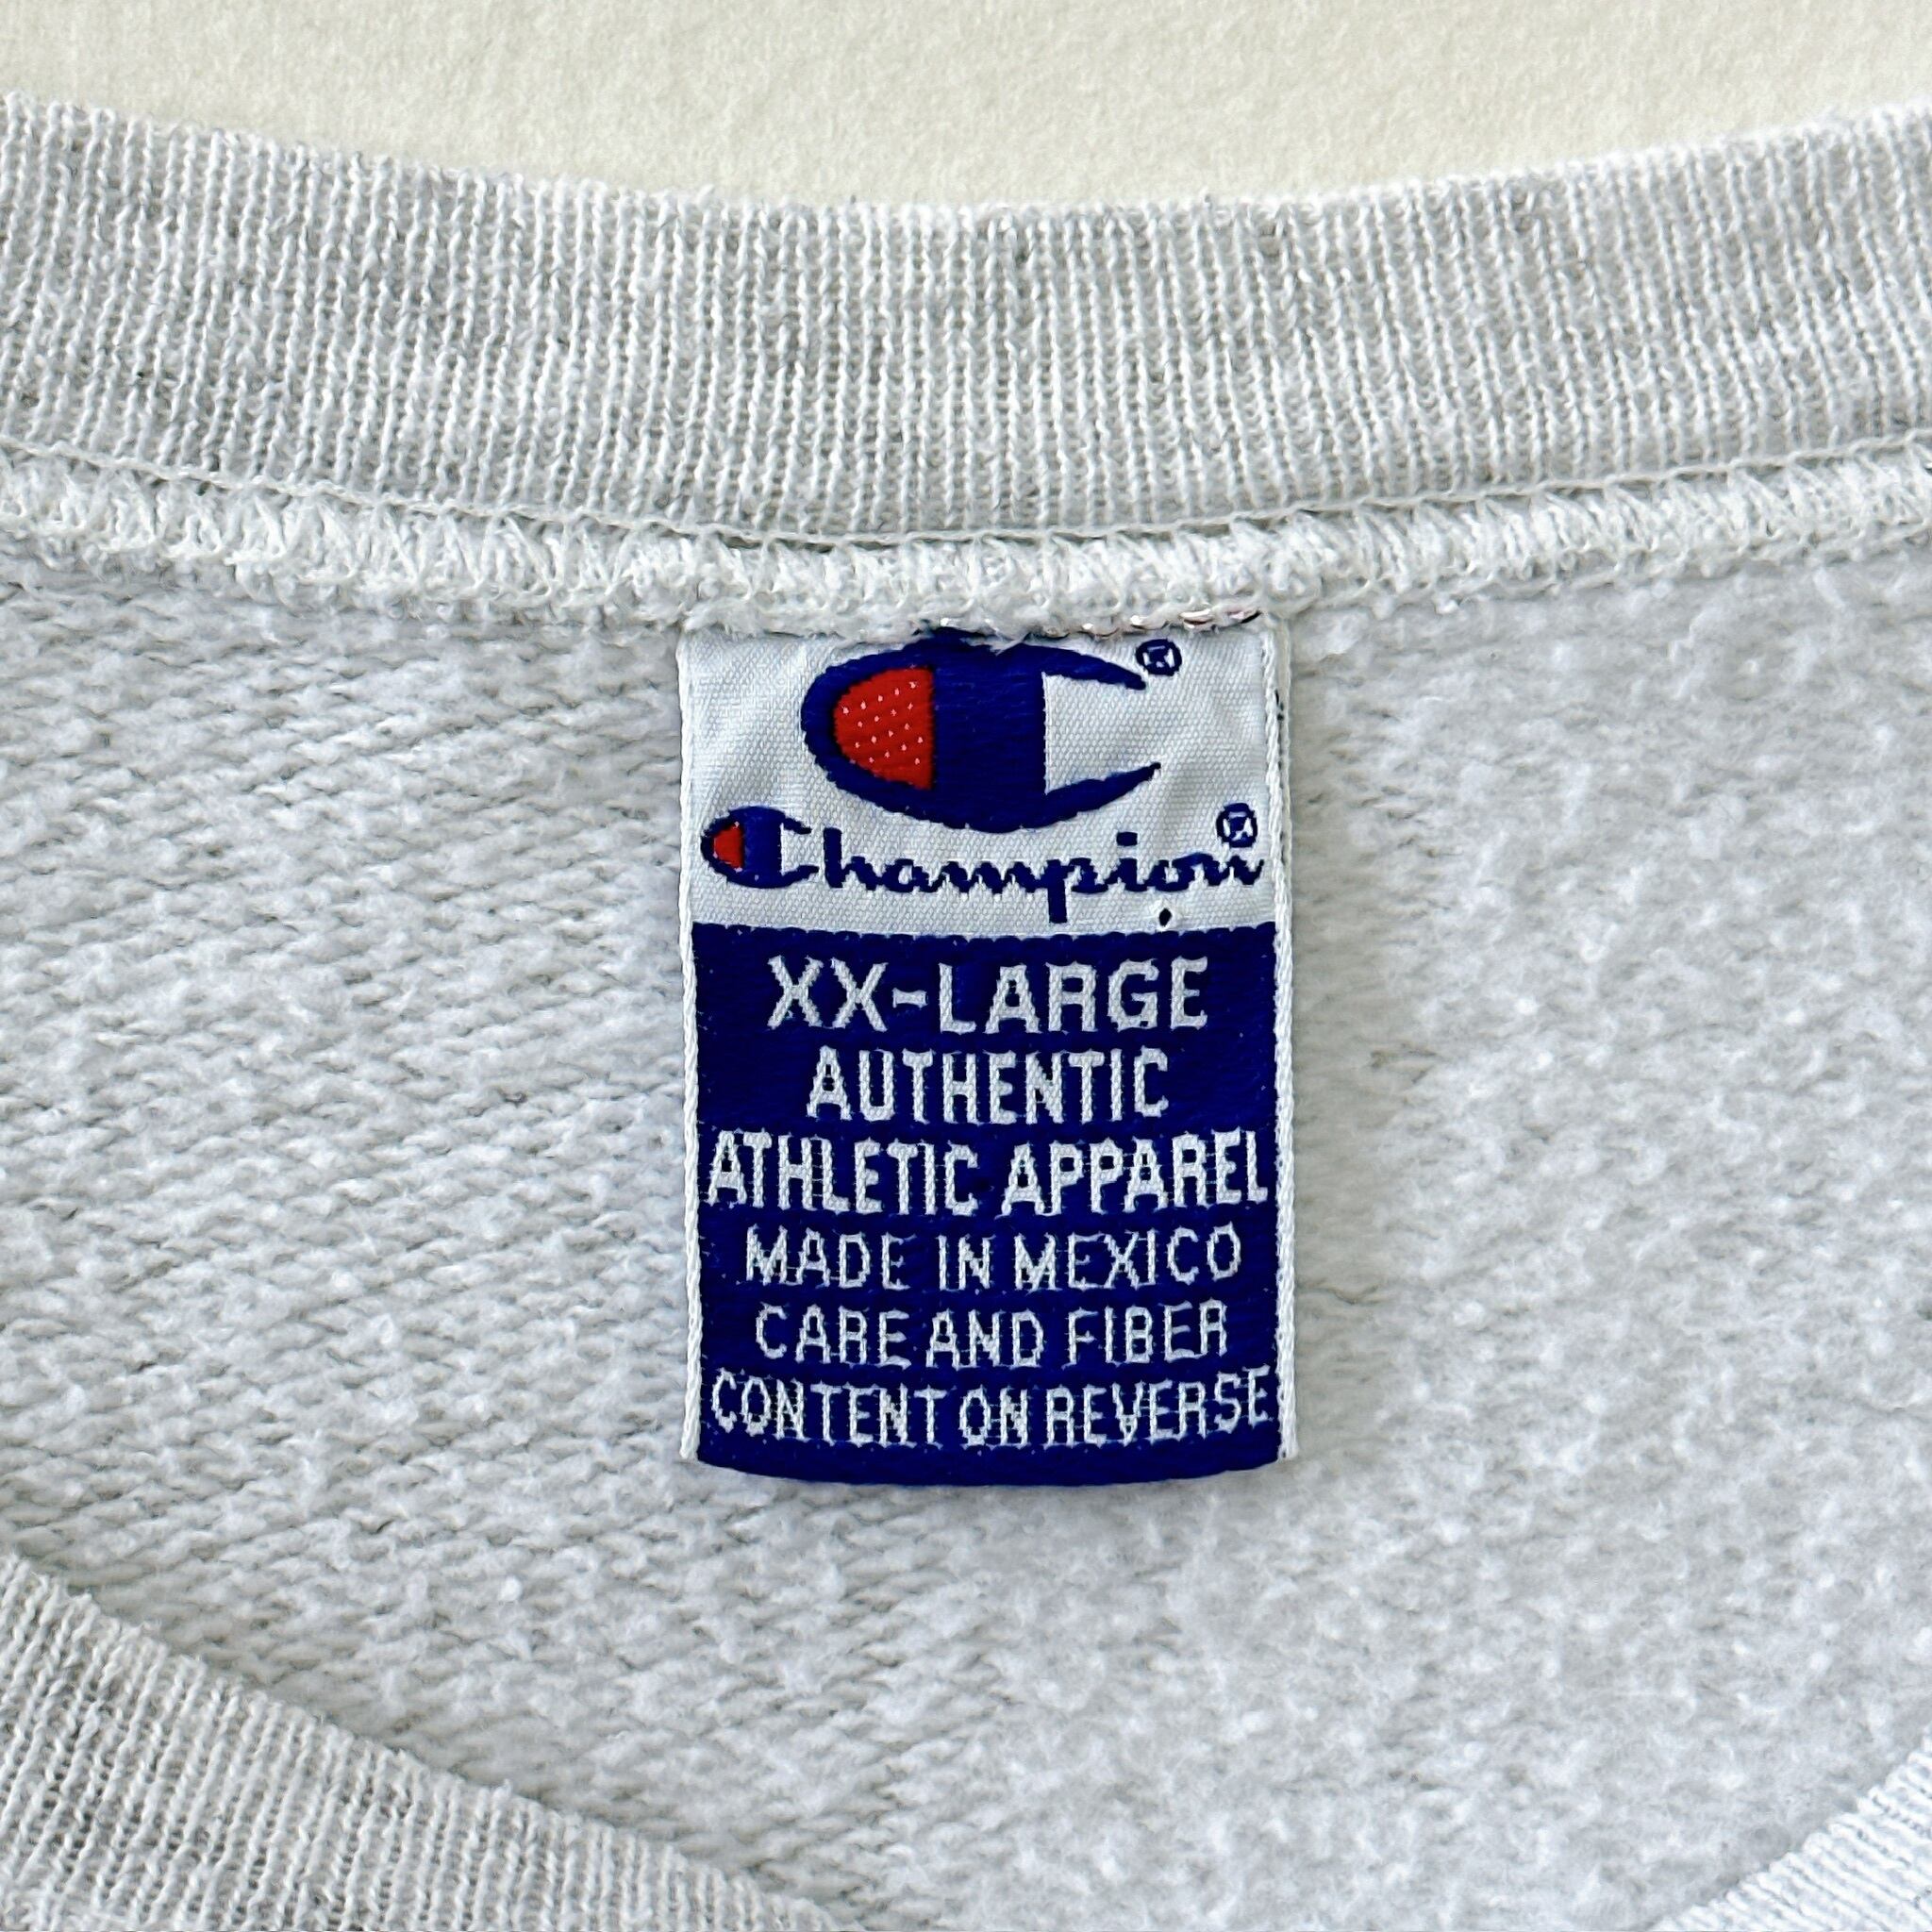 ®
Champion®
XX-LARGE
AUTHENTIC
ATHLETIC APPAREL
MADE IN MEXICO
CARE AND FIBER
CONTENT ON REVERSE